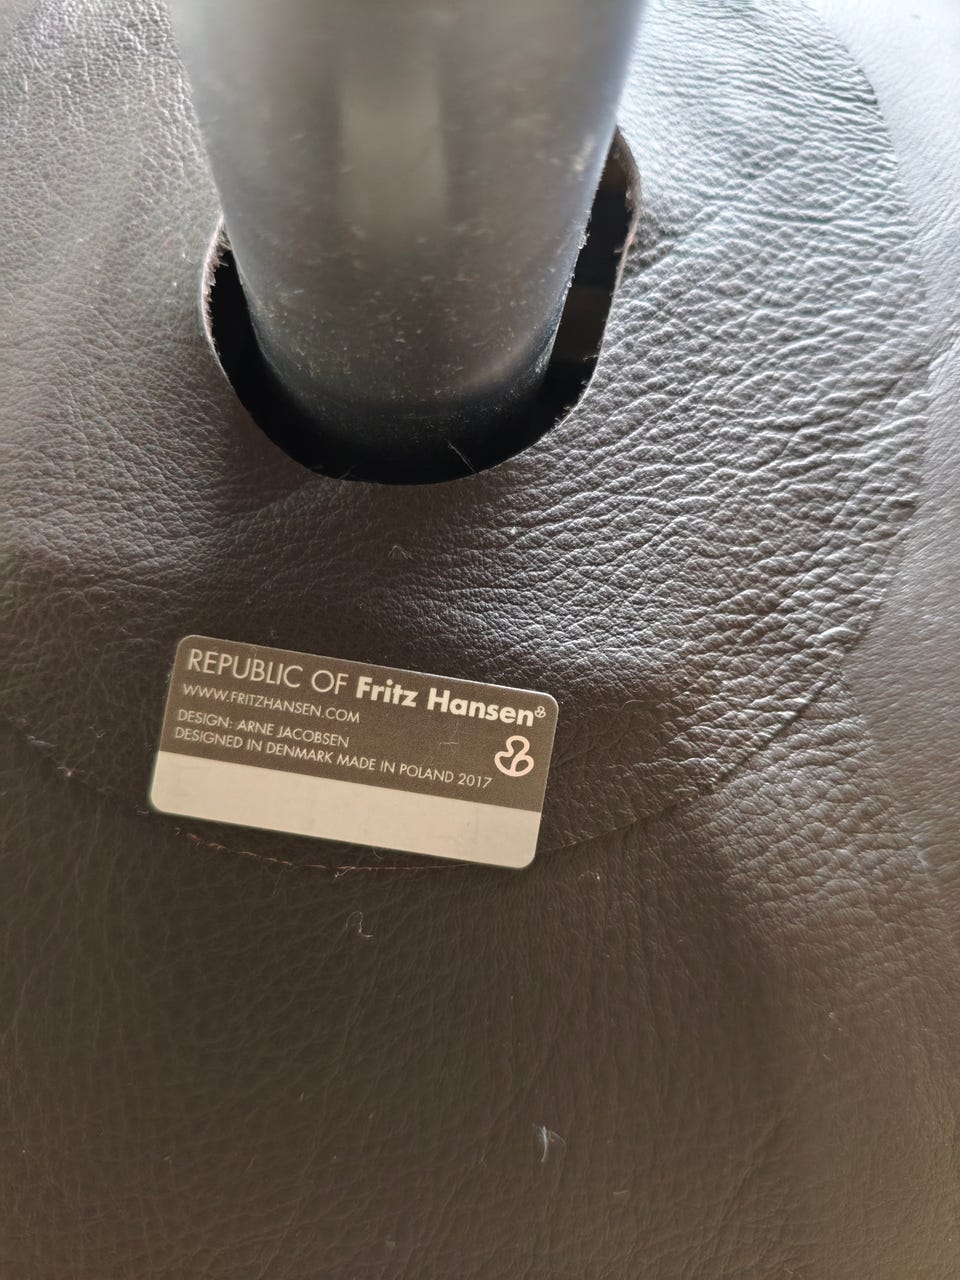 REPUBLIC OF Fritz Hansen®
WWW.FRITZHANSEN.COM
DESIGN: ARNE JACOBSEN
DESIGNED IN DENMARK MADE IN POLAND 2017